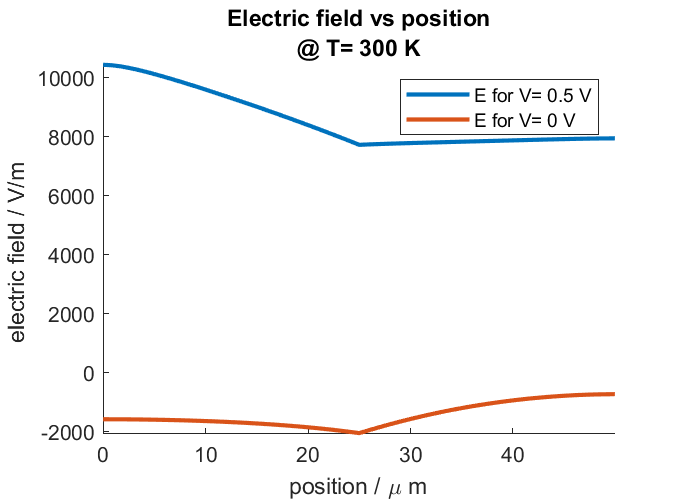 Electric field vs position
@ T= 300 K
E for V= 0.5 V
E for V= 0 V
electric field / V/m
10000
8000
6000
4000
2000
0
-2000
0
10
20
30
40
position / μ m